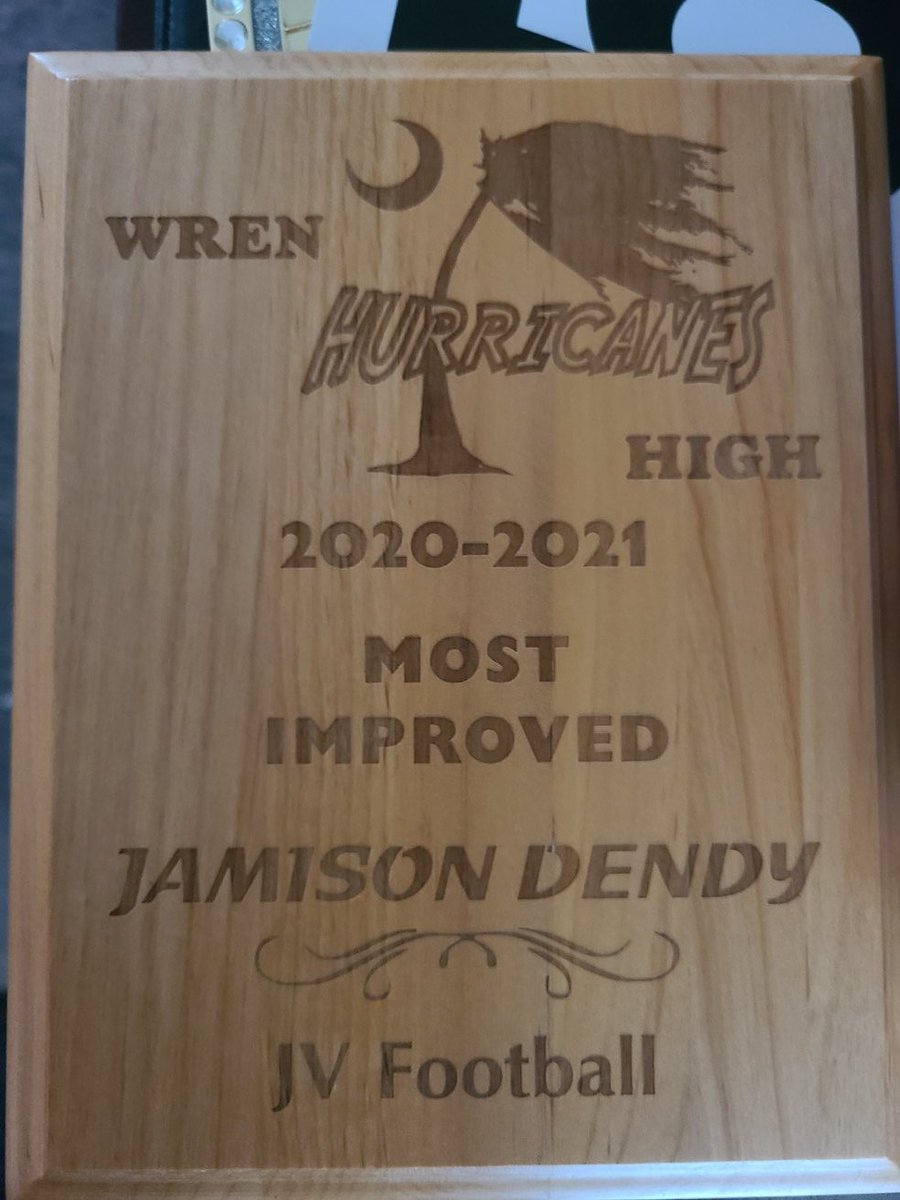 WREN
HURRICANES
HIGH
2020-2021
MOST
IMPROVED
JAMISON DENDY
JV Football